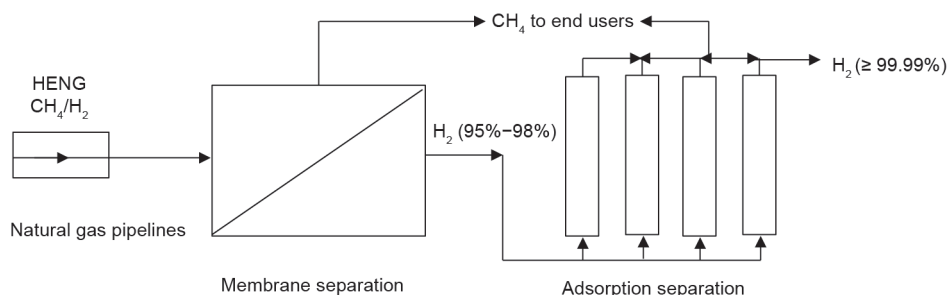 CH₄ to end users
HENG
CH₄/H₂
H₂ (≥ 99.99%)
H₂ (95%−98%)
Natural gas pipelines
Membrane separation
Adsorption separation